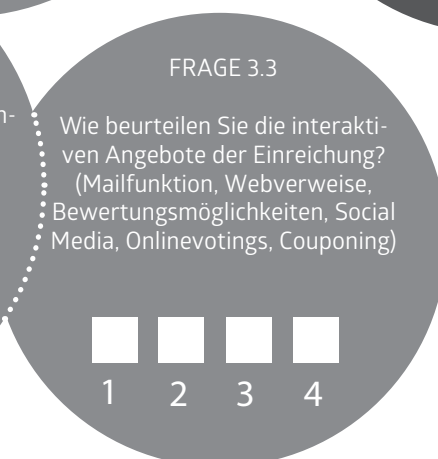 FRAGE 3.3
n-
Wie beurteilen Sie die interakti-
ven Angebote der Einreichung?
(Mailfunktion, Webverweise,
Bewertungsmöglichkeiten, Social
Media, Onlinevotings, Couponing)
1 2 3 4